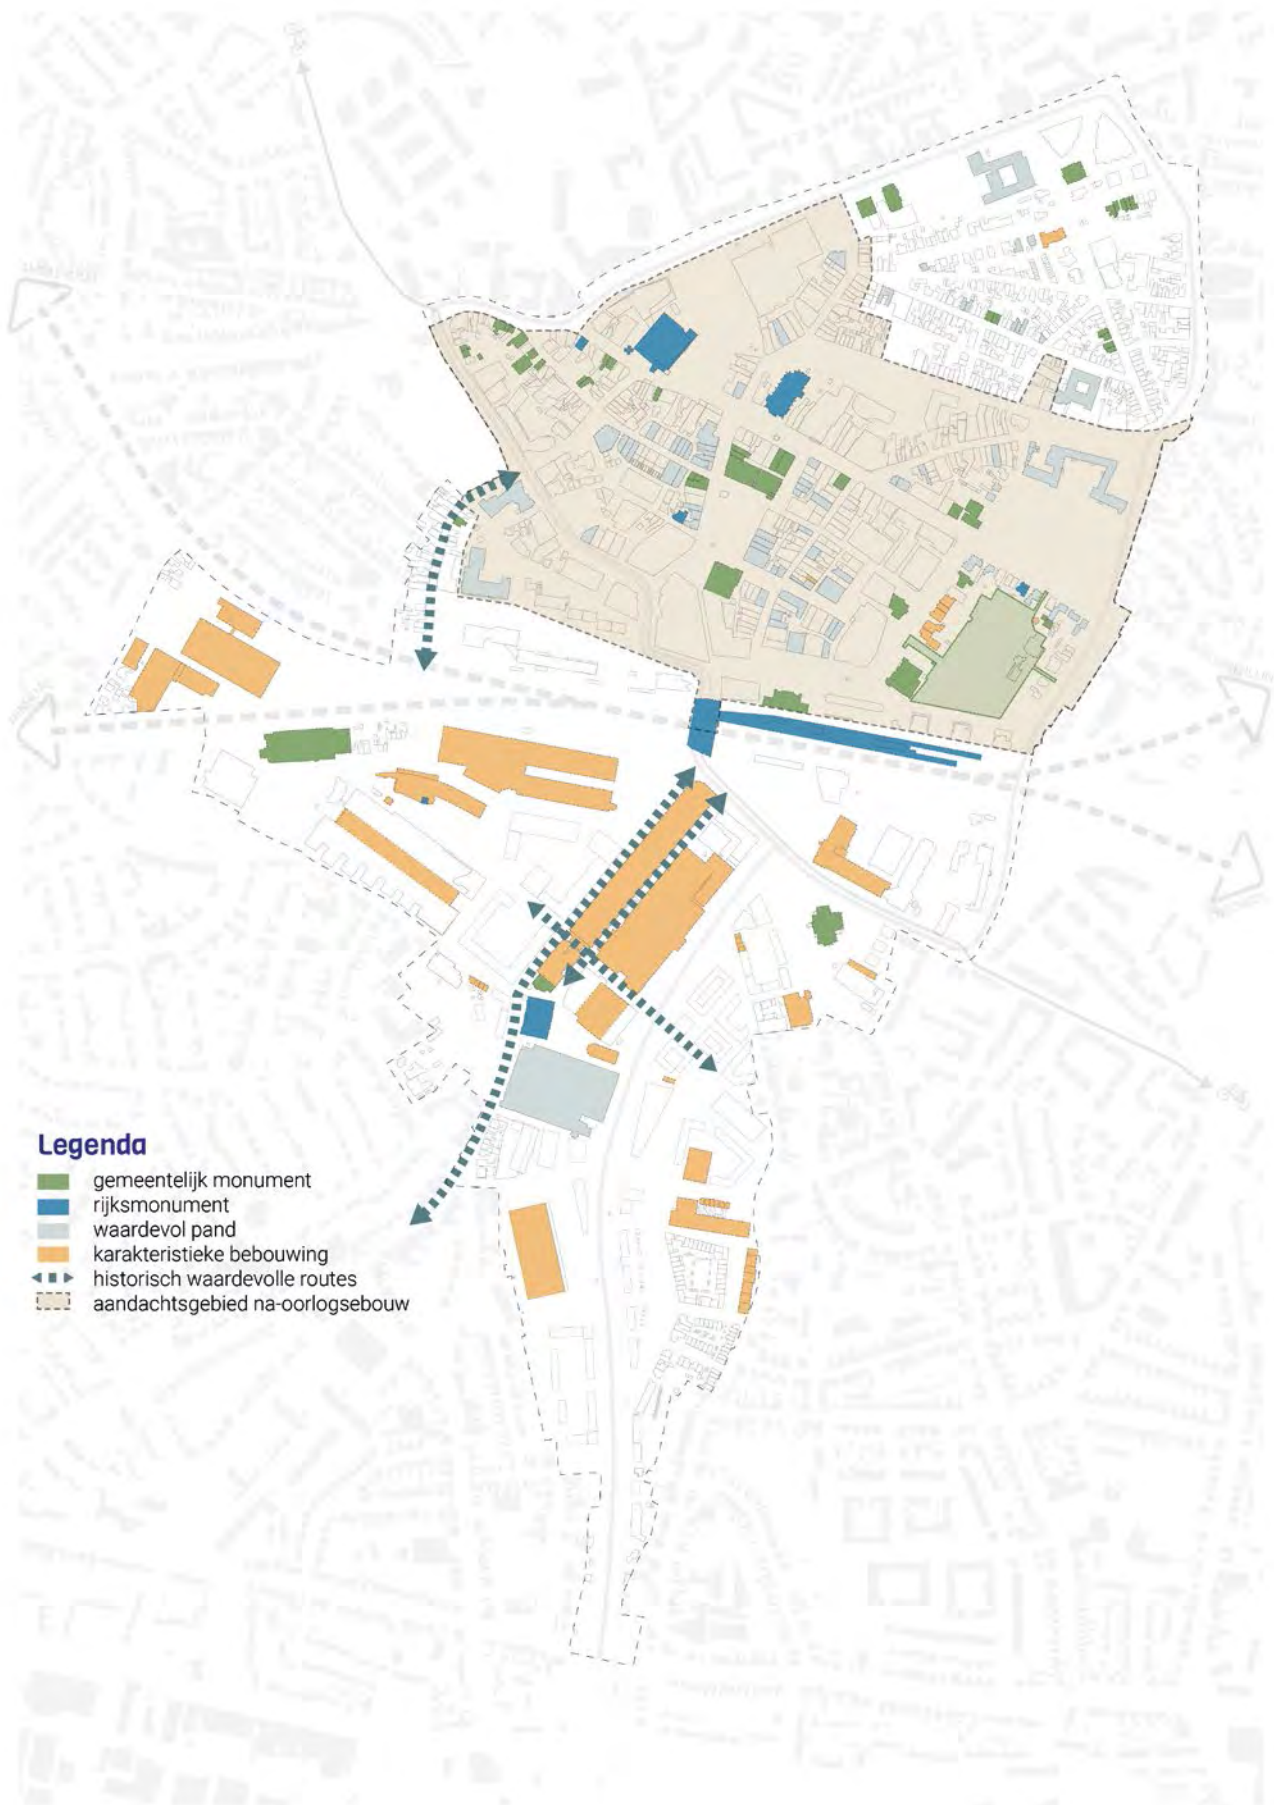 Legenda
gemeentelijk monument
rijksmonument
waardevol pand
karakteristieke bebouwing
historisch waardevolle routes
aandachtsgebied na-oorlogsebouw